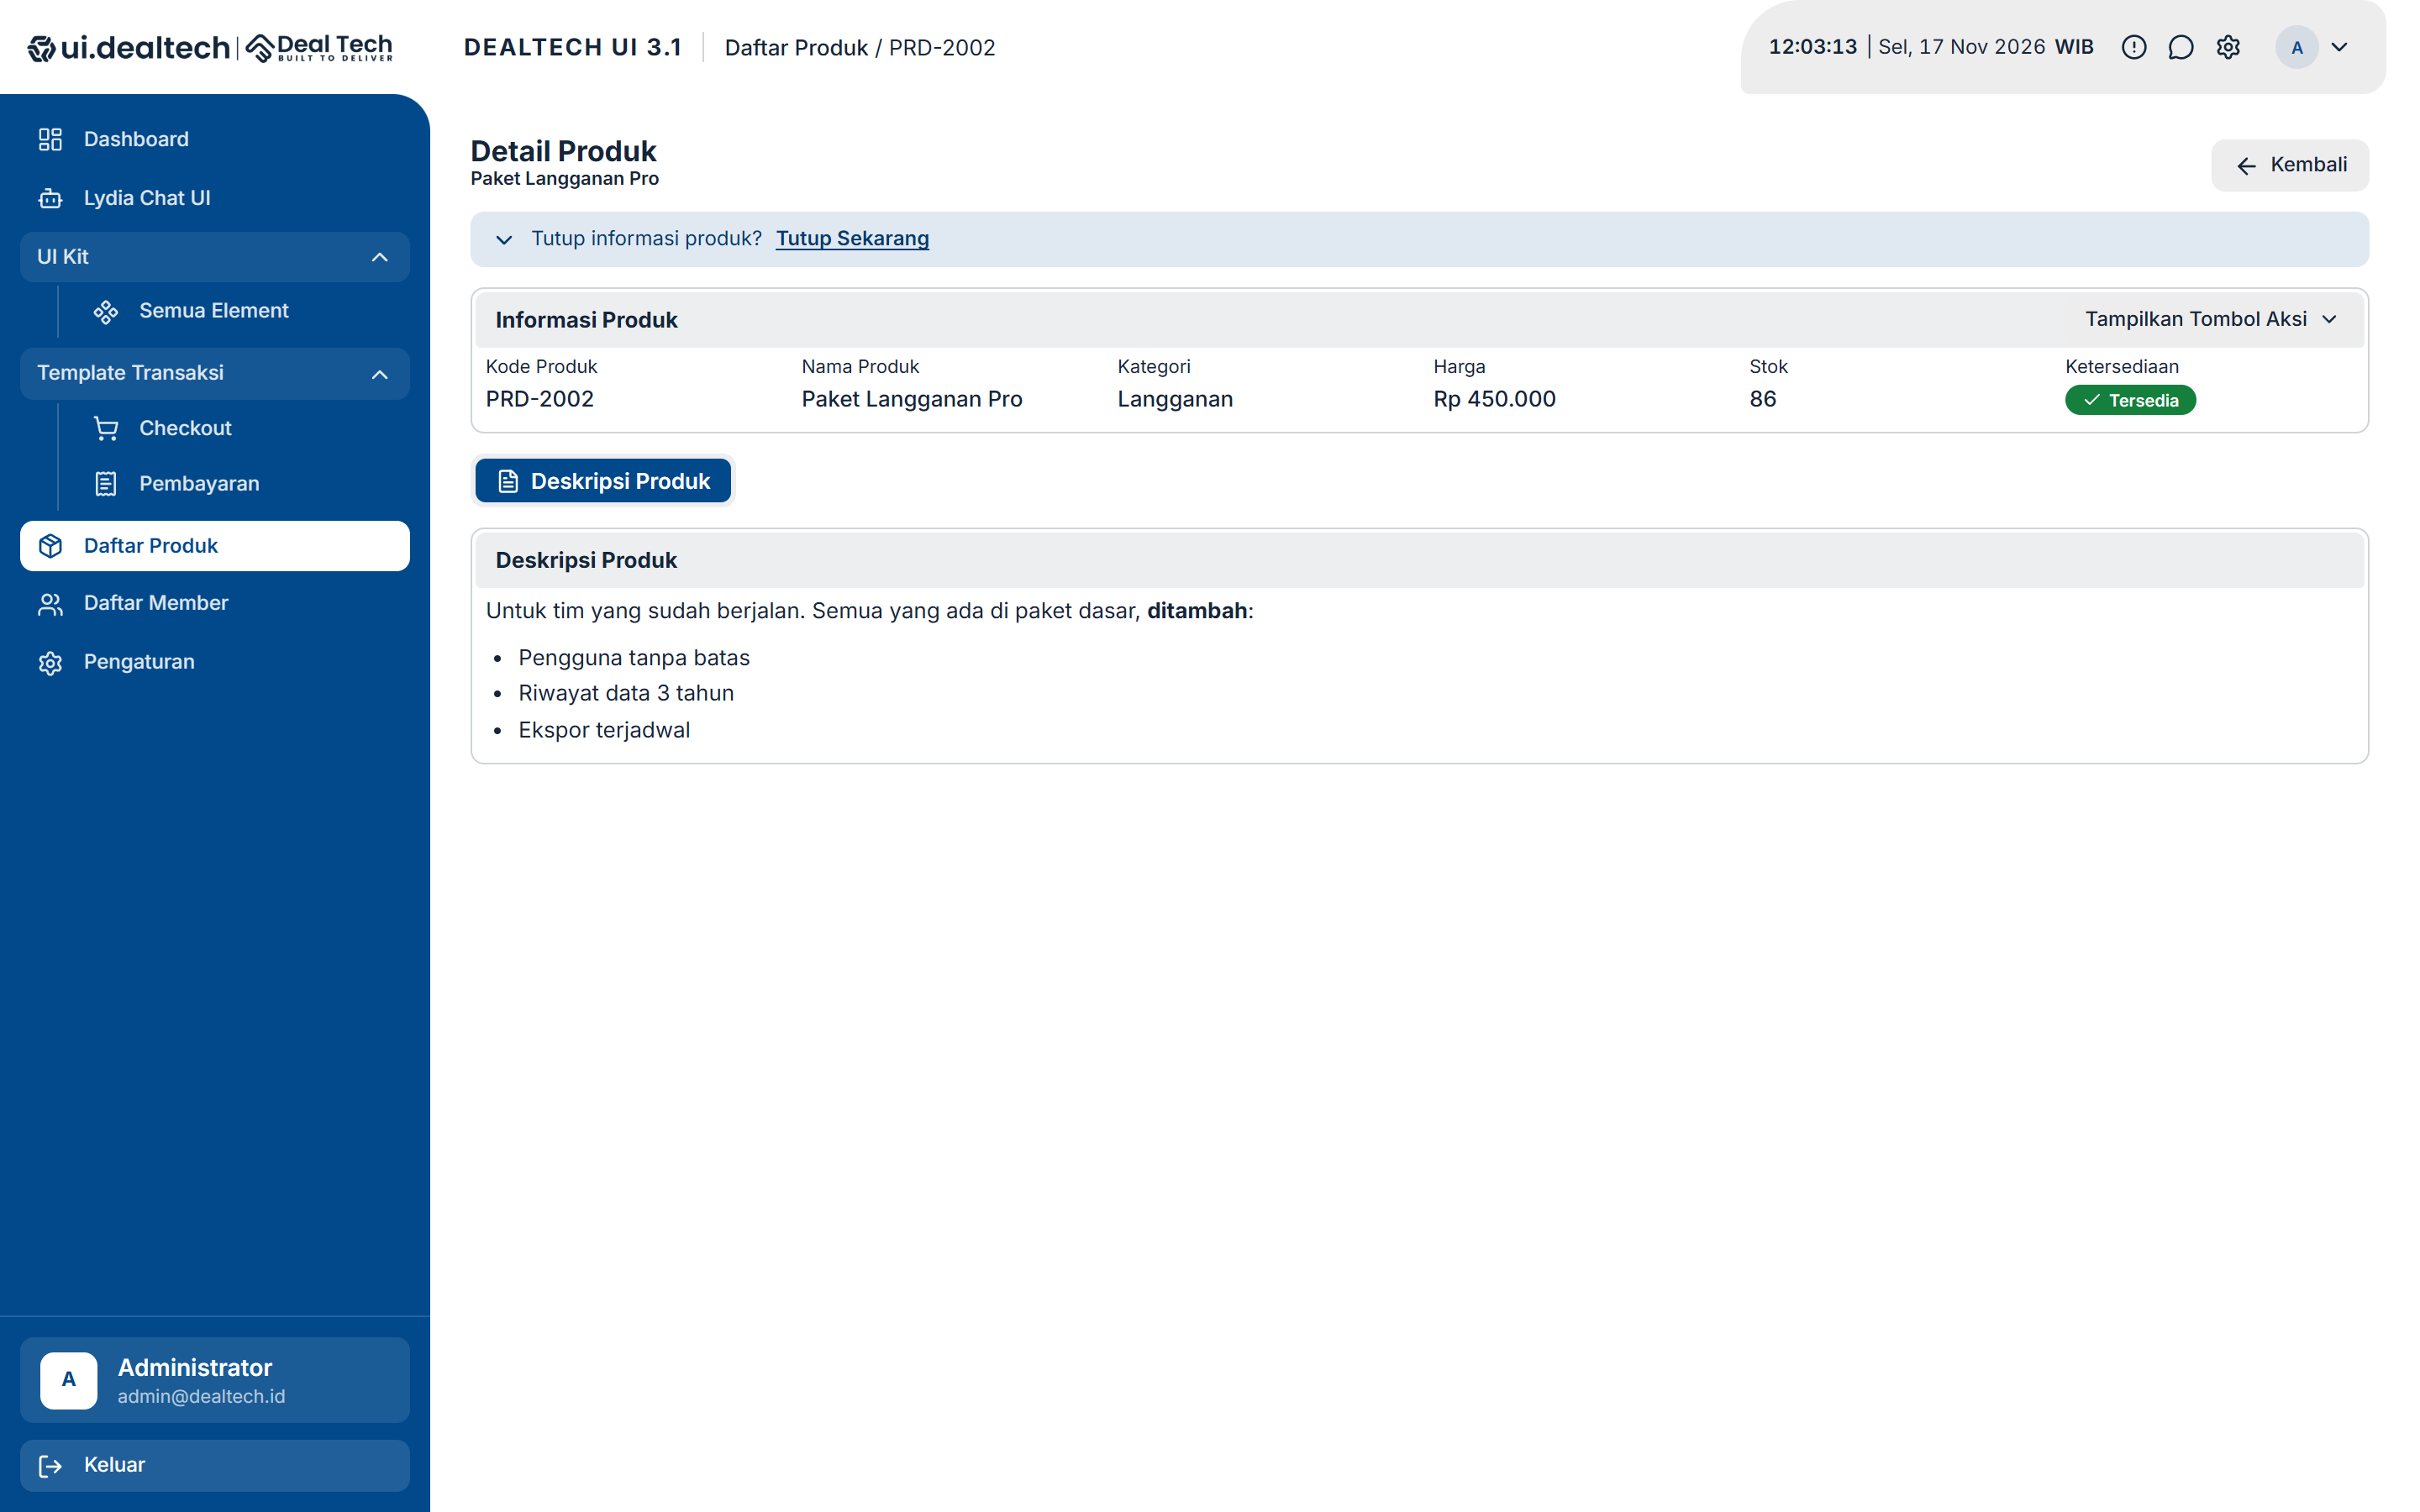 ui.dealtech | Deal Tech
BUILT TO DELIVER
DEALTECH UI 3.1
Daftar Produk / PRD-2002
12:03:13 | Sel, 17 Nov 2026 WIB
A
Dashboard
Lydia Chat UI
UI Kit
Semua Element
Template Transaksi
Checkout
Pembayaran
Daftar Produk
Daftar Member
Pengaturan
Administrator
A
admin@dealtech.id
Keluar
Detail Produk
Paket Langganan Pro
Kembali
Tutup informasi produk? Tutup Sekarang
Informasi Produk
Tampilkan Tombol Aksi
Kode Produk
PRD-2002
Nama Produk
Paket Langganan Pro
Kategori
Langganan
Harga
Rp 450.000
Stok
86
Ketersediaan
Tersedia
Deskripsi Produk
Deskripsi Produk
Untuk tim yang sudah berjalan. Semua yang ada di paket dasar, ditambah:
• Pengguna tanpa batas
• Riwayat data 3 tahun
• Ekspor terjadwal